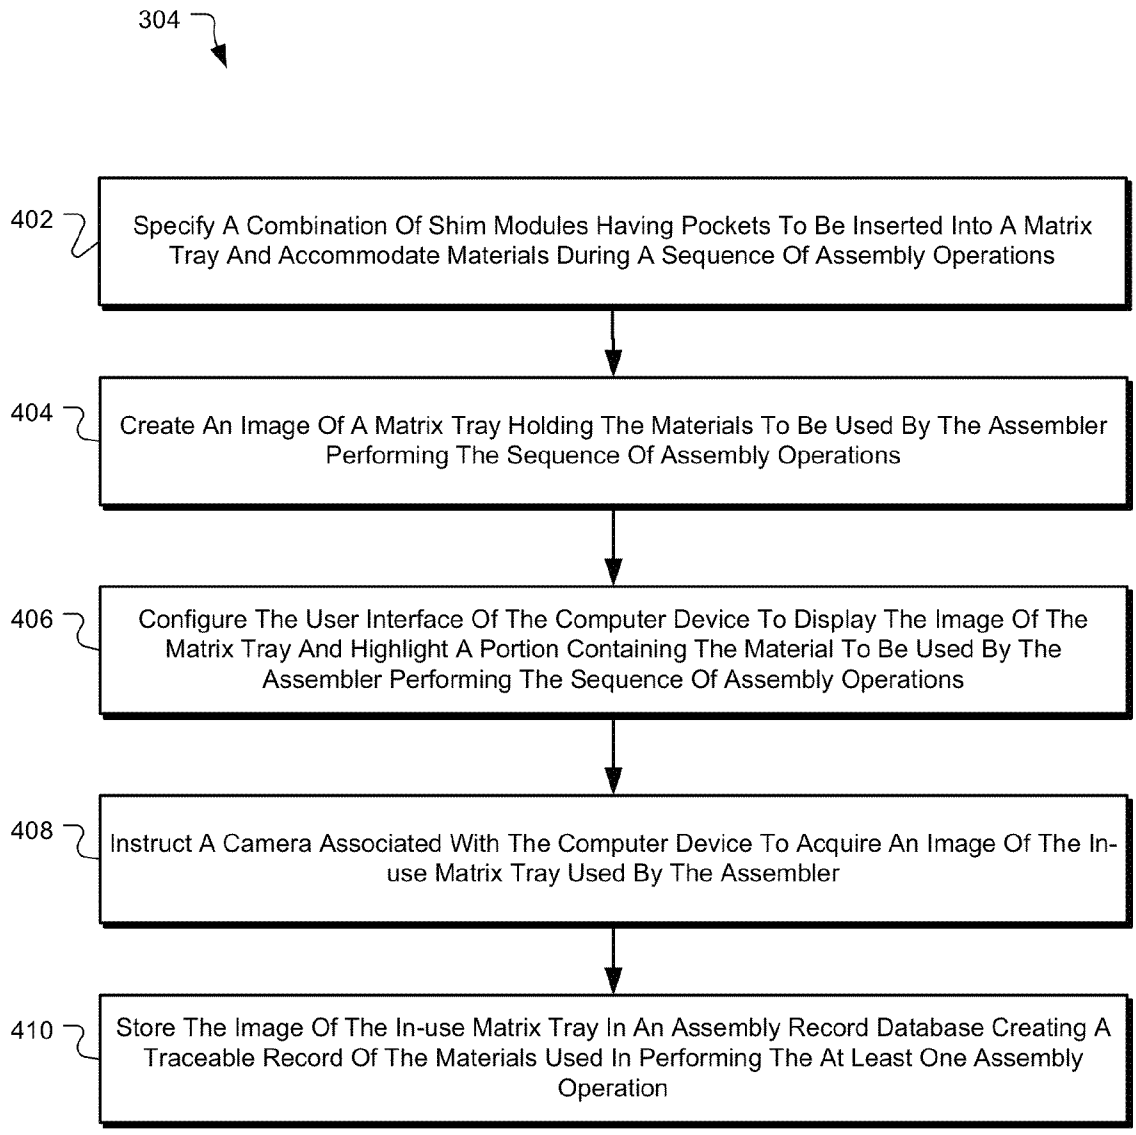 304
402
Specify A Combination Of Shim Modules Having Pockets To Be Inserted Into A Matrix
Tray And Accommodate Materials During A Sequence Of Assembly Operations
404
Create An Image Of A Matrix Tray Holding The Materials To Be Used By The Assembler
Performing The Sequence Of Assembly Operations
406
Configure The User Interface Of The Computer Device To Display The Image Of The
Matrix Tray And Highlight A Portion Containing The Material To Be Used By The
Assembler Performing The Sequence Of Assembly Operations
408
Instruct A Camera Associated With The Computer Device To Acquire An Image Of The In-
use Matrix Tray Used By The Assembler
410
Store The Image Of The In-use Matrix Tray In An Assembly Record Database Creating A
Traceable Record Of The Materials Used In Performing The At Least One Assembly
Operation